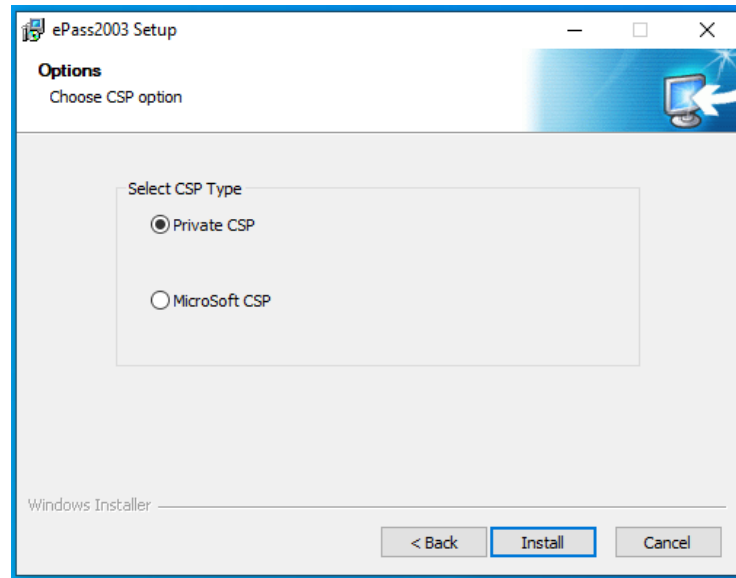 ePass2003 Setup
Options
Choose CSP option
Select CSP Type
Private CSP
MicroSoft CSP
Windows Installer
< Back Install Cancel